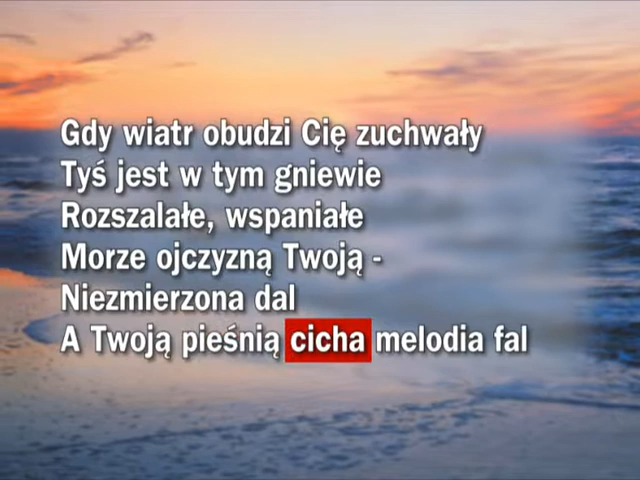 Gdy wiatr obudzi Cię zuchwały
Tyś jest w tym gniewie
Rozszalałe, wspaniałe
Morze ojczyzną Twoją -
Niezmierzona dal
A Twoją pieśnią cicha melodia fal